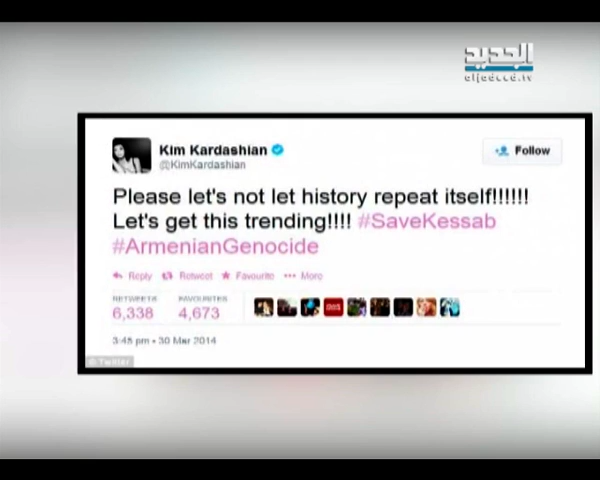 الجديد
aljadeed.tv
Kim Kardashian
@KimKardashian
Follow
Please let's not let history repeat itself!!!!!!
Let's get this trending!!!! #SaveKessab
#ArmenianGenocide
Reply Retweet Favourite More
RETWEETS FAVOURITES
6,338 4,673
3:45 pm • 30 Mar 2014
© Twitter